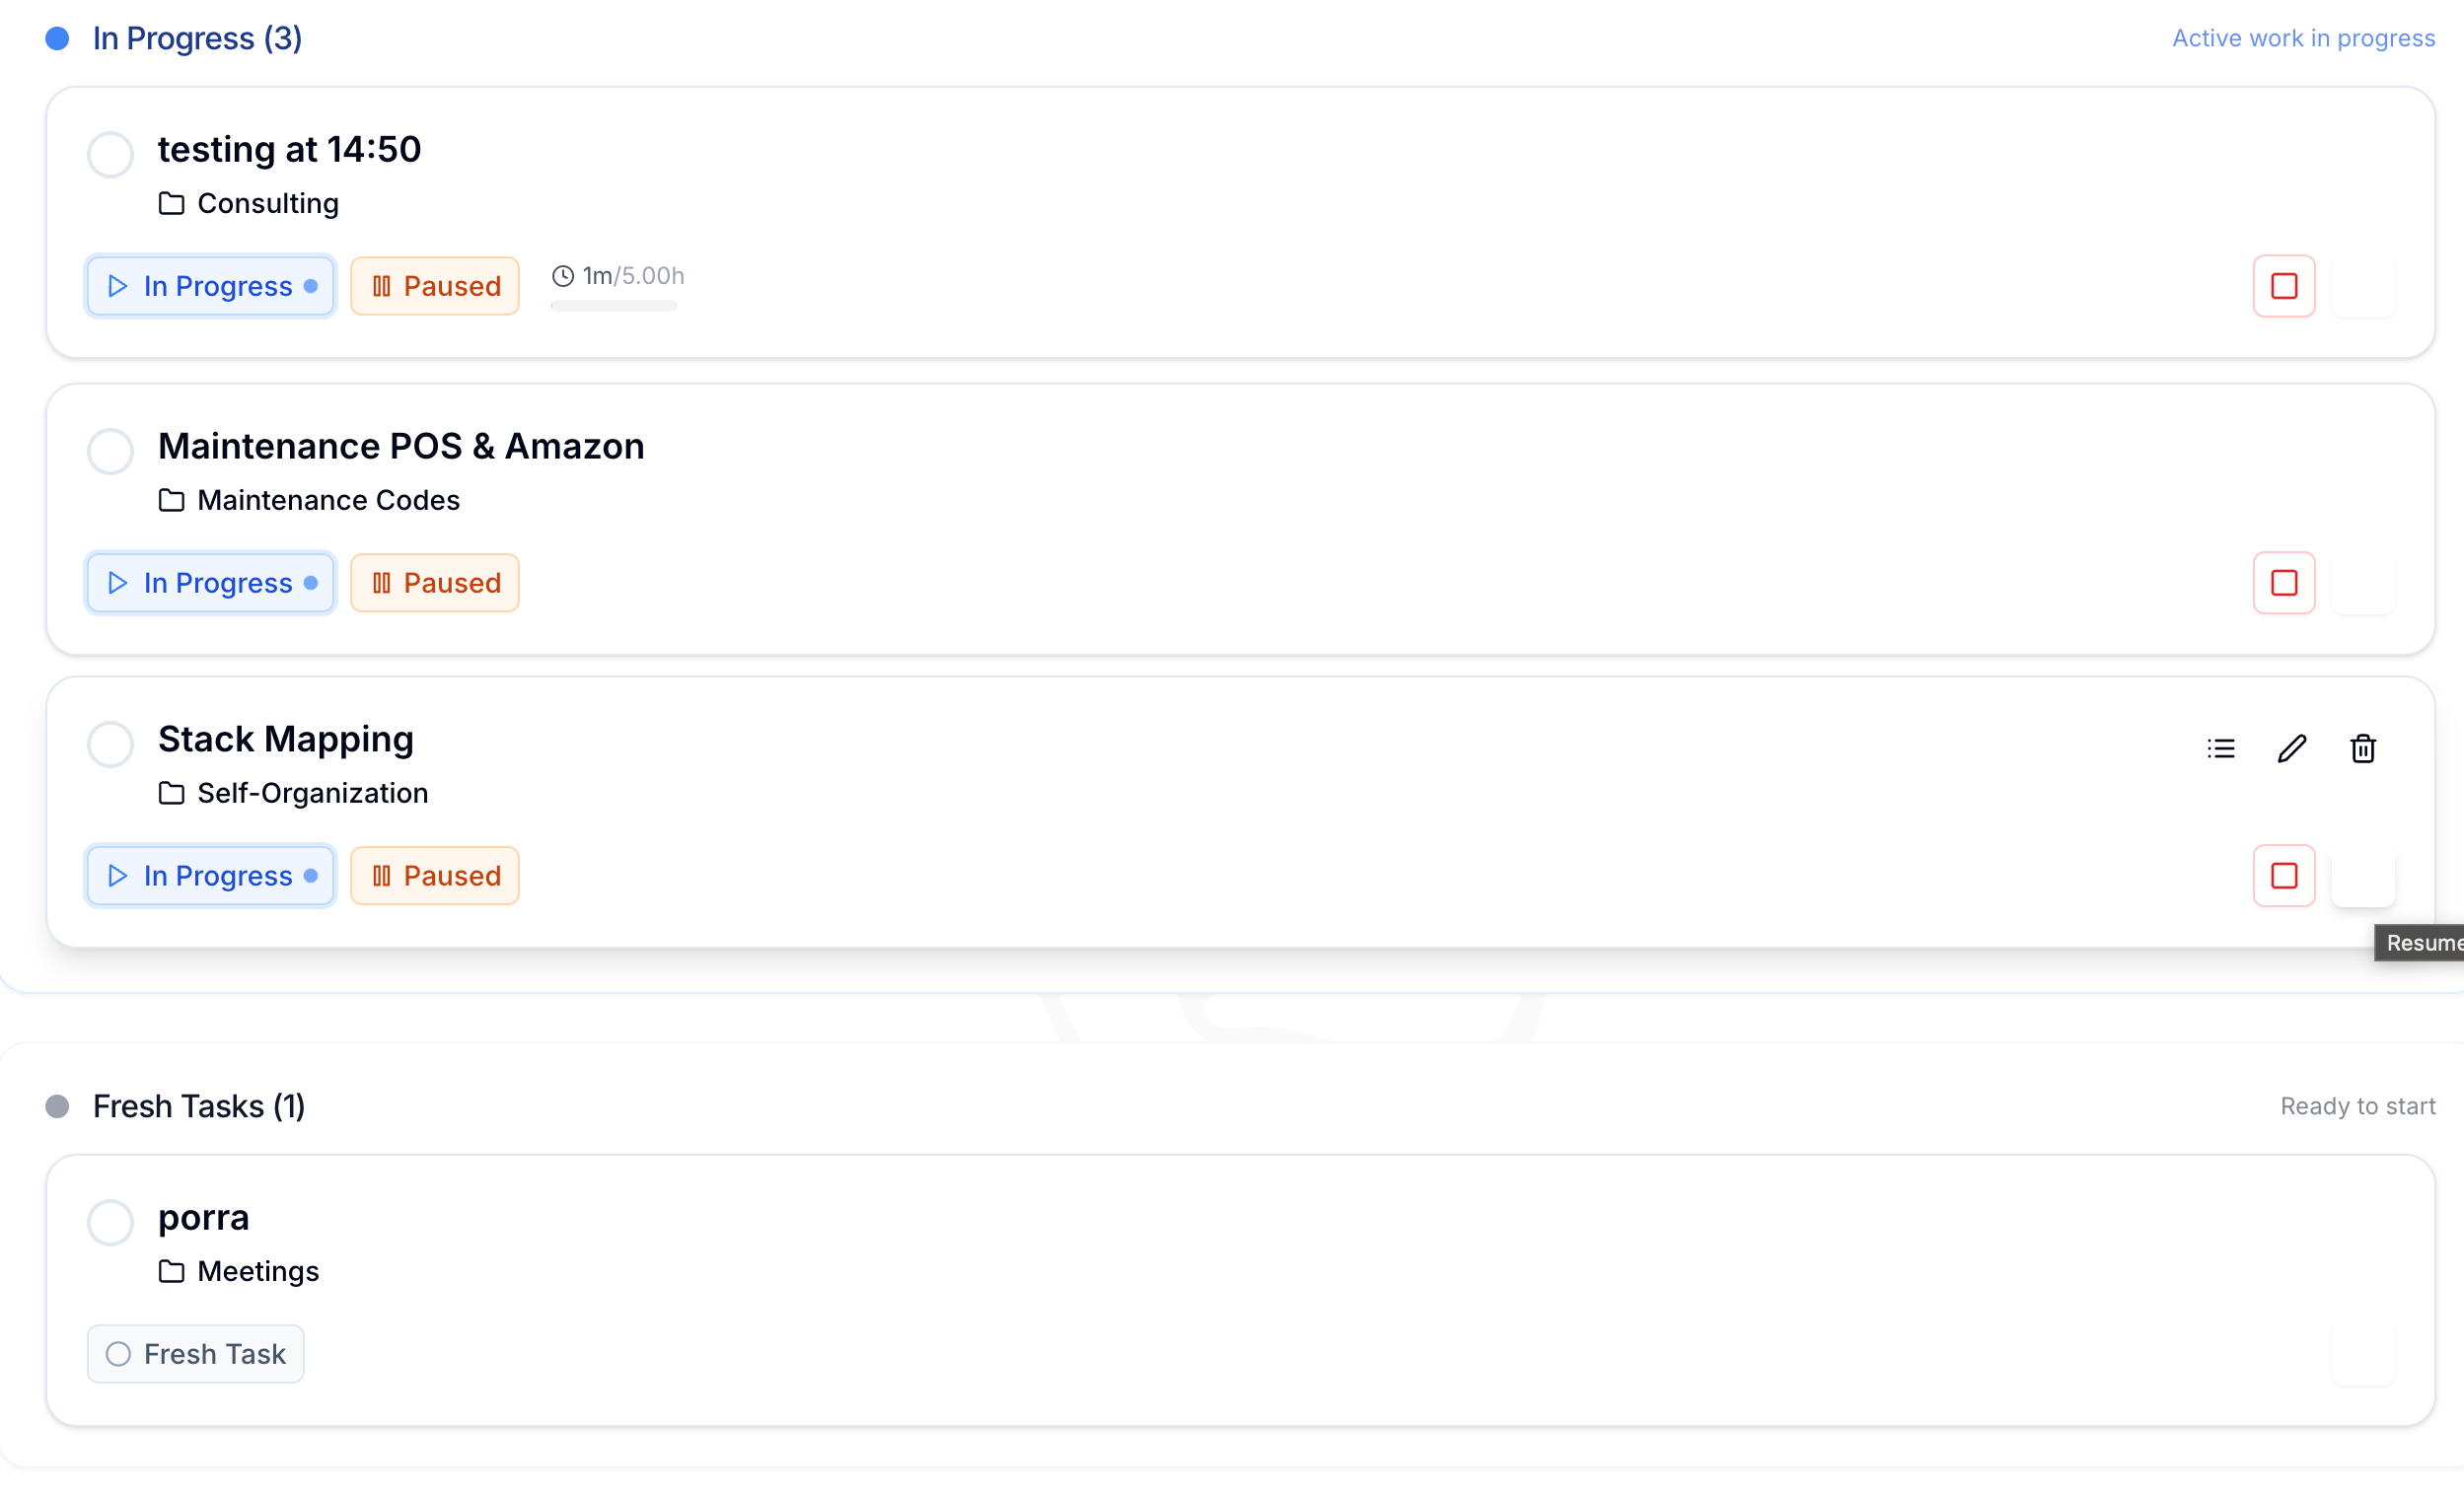 In Progress (3)
Active work in progress
testing at 14:50
Consulting
In Progress
Paused
1m/5.00h
Maintenance POS & Amazon
Maintenance Codes
In Progress
Paused
Stack Mapping
Self-Organization
In Progress
Paused
Resume
Fresh Tasks (1)
Ready to start
porra
Meetings
Fresh Task